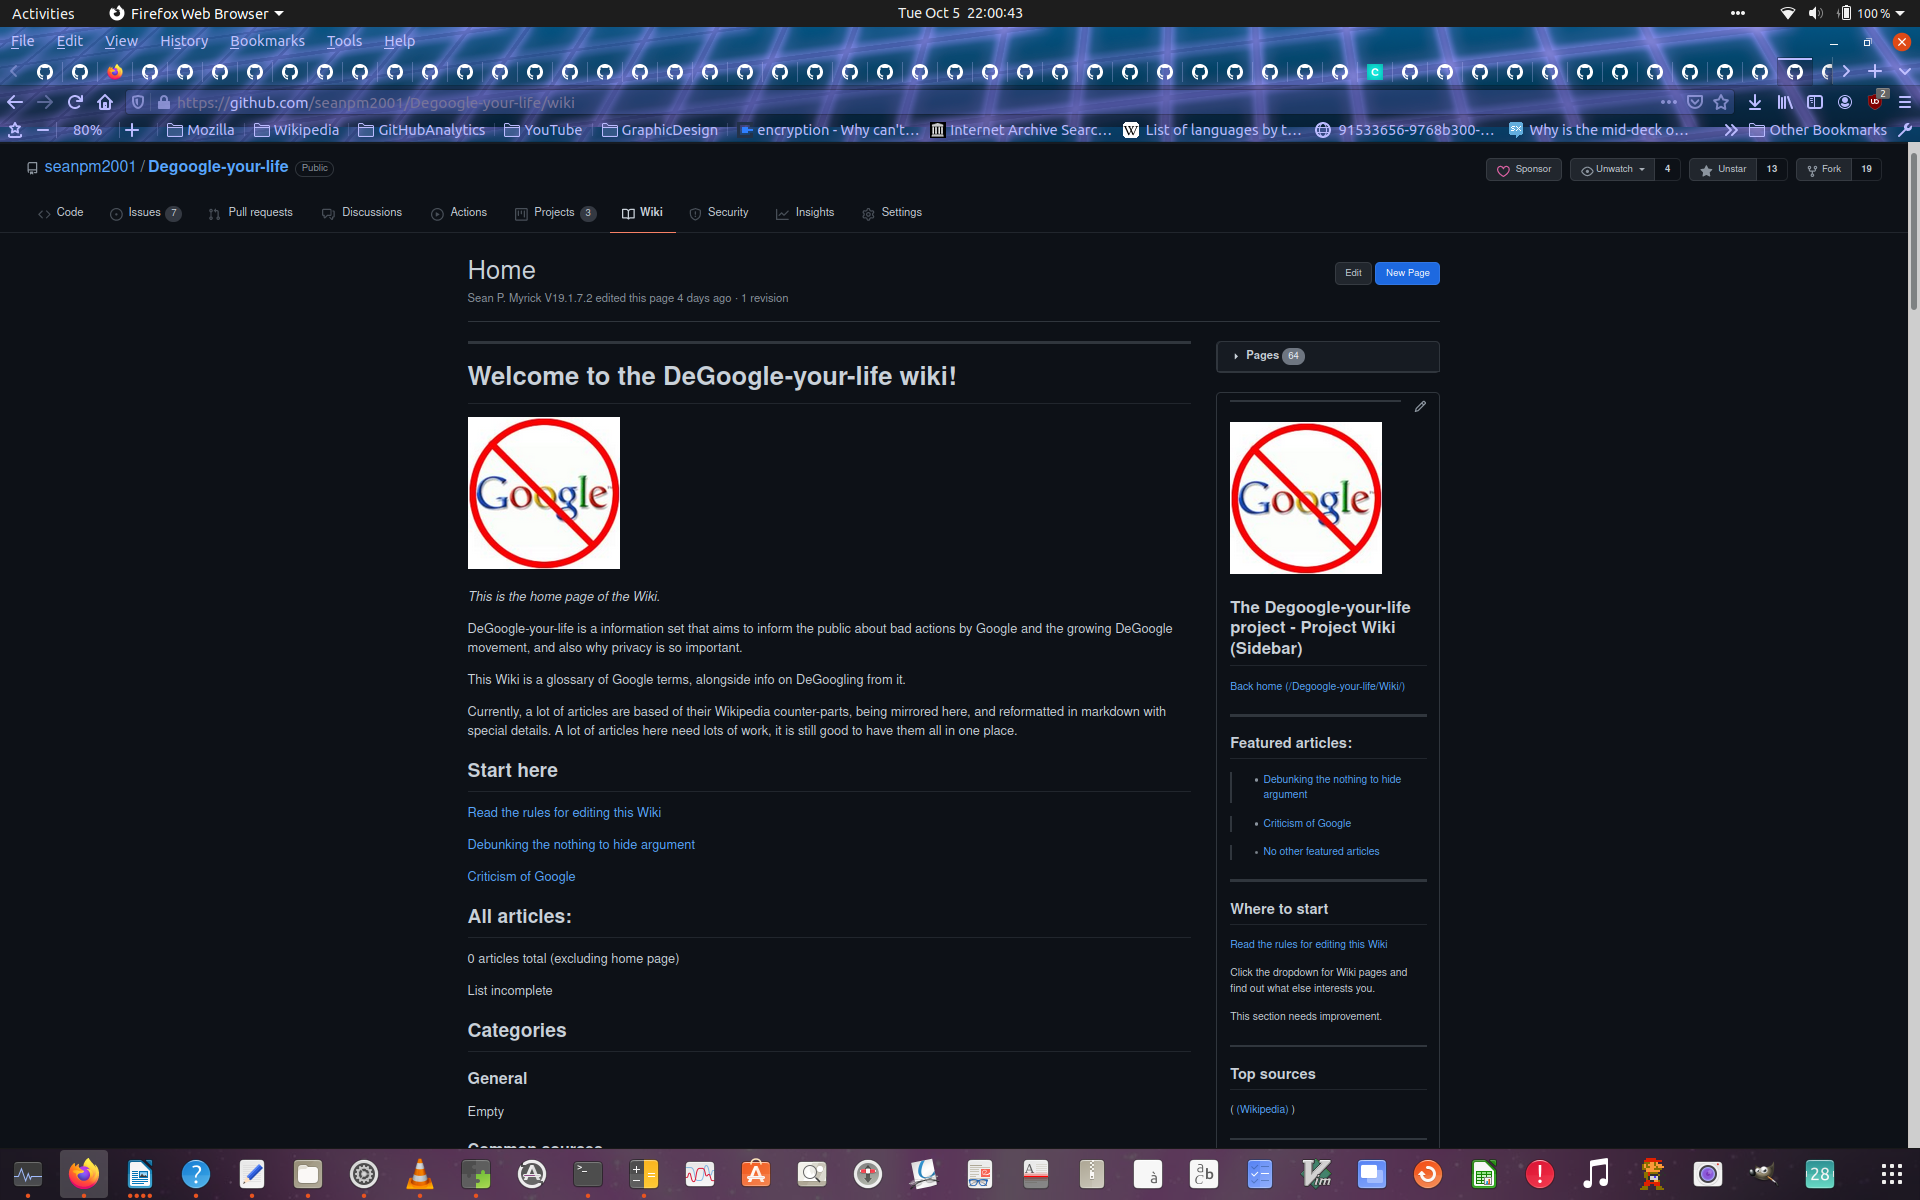 Activities Firefox Web Browser Tue Oct 5 22:00:43 100 %
File Edit View History Bookmarks Tools Help
https://github.com/seanpm2001/Degoogle-your-life/wiki 2
80% Mozilla Wikipedia GitHubAnalytics YouTube GraphicDesign encryption - Why can't… Internet Archive Searc… List of languages by t… 91533656-9768b300-… Why is the mid-deck o… Other Bookmarks
seanpm2001 / Degoogle-your-life Public Sponsor Unwatch 4 Unstar 13 Fork 19
Code Issues 7 Pull requests Discussions Actions Projects 3 Wiki Security Insights Settings
Home
Edit New Page
Sean P. Myrick V19.1.7.2 edited this page 4 days ago · 1 revision
Welcome to the DeGoogle-your-life wiki!
Google
This is the home page of the Wiki.
DeGoogle-your-life is a information set that aims to inform the public about bad actions by Google and the growing DeGoogle
movement, and also why privacy is so important.
This Wiki is a glossary of Google terms, alongside info on DeGoogling from it.
Currently, a lot of articles are based of their Wikipedia counter-parts, being mirrored here, and reformatted in markdown with
special details. A lot of articles here need lots of work, it is still good to have them all in one place.
Start here
Read the rules for editing this Wiki
Debunking the nothing to hide argument
Criticism of Google
All articles:
0 articles total (excluding home page)
List incomplete
Categories
General
Empty
Common sources
Pages 64
Google
The Degoogle-your-life
project - Project Wiki
(Sidebar)
Back home (/Degoogle-your-life/Wiki/)
Featured articles:
Debunking the nothing to hide
argument
Criticism of Google
No other featured articles
Where to start
Read the rules for editing this Wiki
Click the dropdown for Wiki pages and
find out what else interests you.
This section needs improvement.
Top sources
( (Wikipedia) )
28